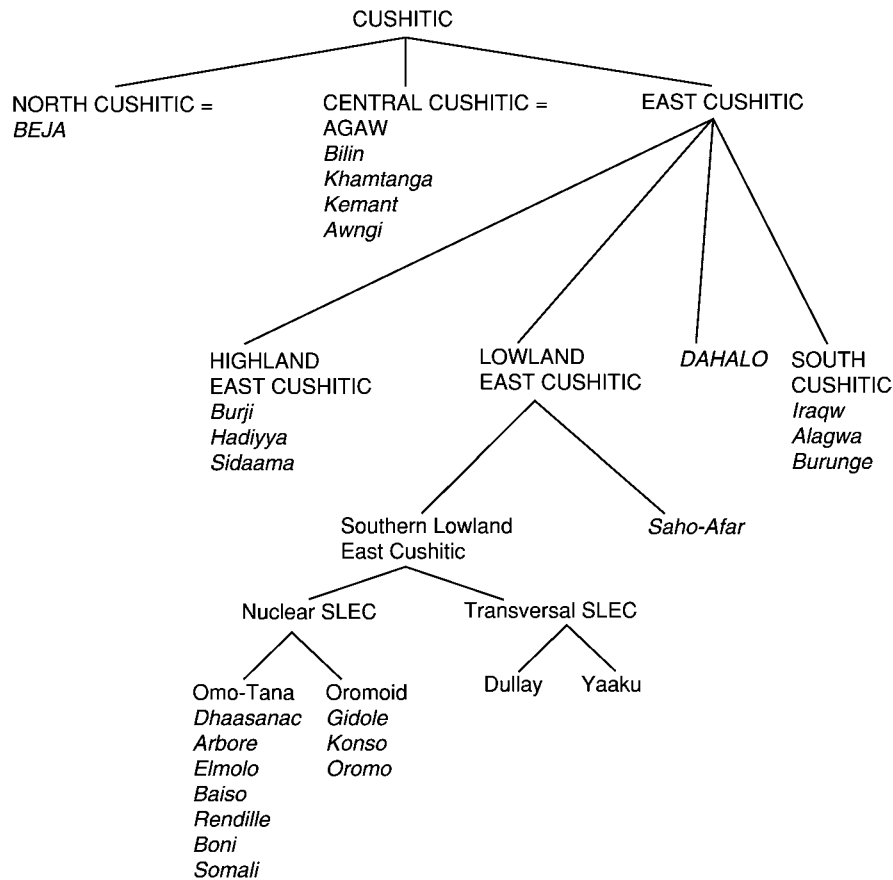 CUSHITIC
NORTH CUSHITIC =
BEJA
CENTRAL CUSHITIC =
AGAW
Bilin
Khamtanga
Kemant
Awngi
EAST CUSHITIC
HIGHLAND
EAST CUSHITIC
Burji
Hadiyya
Sidaama
LOWLAND
EAST CUSHITIC
DAHALO
SOUTH
CUSHITIC
Iraqw
Alagwa
Burunge
Southern Lowland
East Cushitic
Saho-Afar
Nuclear SLEC
Transversal SLEC
Omo-Tana
Dhaasanac
Arbore
Elmolo
Baiso
Rendille
Boni
Somali
Oromoid
Gidole
Konso
Oromo
Dullay
Yaaku